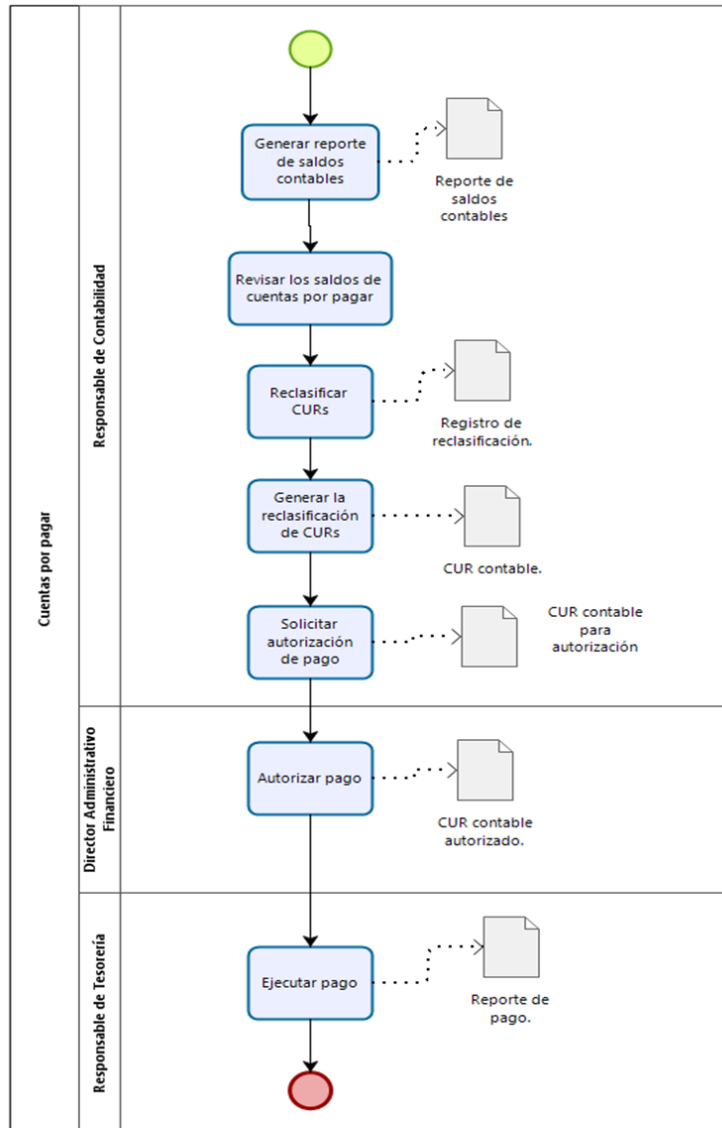 Cuentas por pagar
Responsable de Contabilidad
Generar reporte
de saldos
contables
Reporte de
saldos
contables
Revisar los saldos de
cuentas por pagar
Reclasificar
CURs
Registro de
reclasificación.
Generar la
reclasificación
de CURs
CUR contable.
Solicitar
autorización
de pago
CUR contable
para
autorización
Director Administrativo
Financiero
Autorizar pago
CUR contable
autorizado.
Responsable de Tesorería
Ejecutar pago
Reporte de
pago.